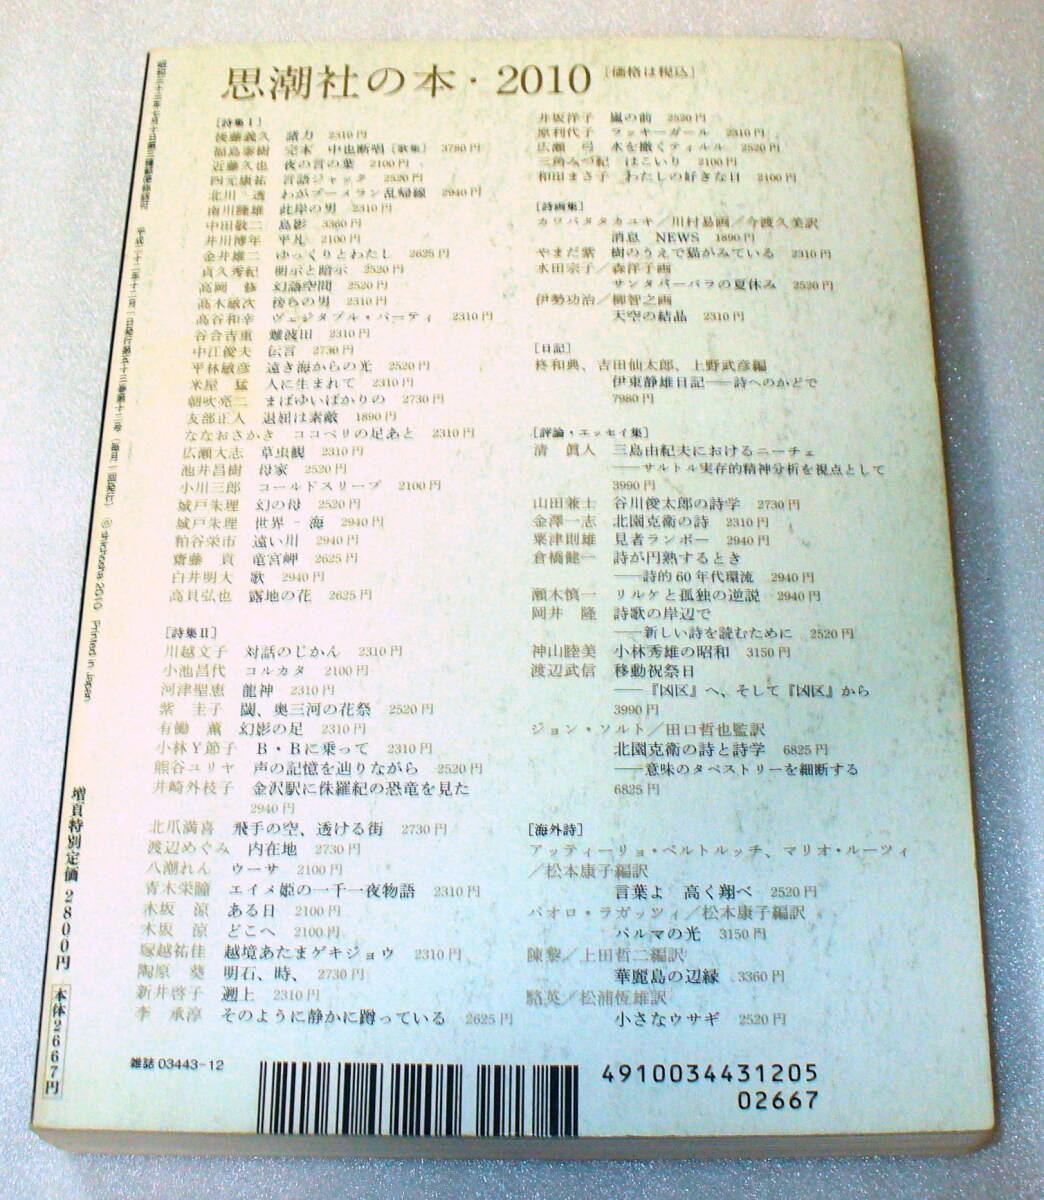 思潮社の本・2010 [価格は税込]
[詩集Ⅰ]
後藤義久 諸力 2310円
福島泰樹 完本 中也断唱[歌集] 3780円
近藤久也 夜の言の葉 2100円
四元康祐 言語ジャック 2520円
北川 透 わがブーメラン乱帰線 2940円
南川隆雄 此岸の男 2310円
中田敬二 島影 3360円
井川博年 平凡 2100円
金井雄二 ゆっくりとわたし 2625円
貞久秀紀 明示と暗示 2520円
高岡 修 幻語空間 2520円
高木敏次 傍らの男 2310円
高谷和幸 ヴェジタブル・パーティ 2310円
谷合吉重 難波田 2310円
中江俊夫 伝言 2730円
平林敏彦 遠き海からの光 2520円
米屋 猛 人に生まれて 2310円
朝吹亮二 まばゆいばかりの 2730円
友部正人 退屈は素敵 1890円
ななおさかき ココペリの足あと 2310円
広瀬大志 草虫観 2310円
池井昌樹 母家 2520円
小川三郎 コールドスリープ 2100円
城戸朱理 幻の母 2520円
城戸朱理 世界－海 2940円
粕谷栄市 遠い川 2940円
齋藤 貢 竜宮岬 2625円
白井明大 歌 2940円
高貝弘也 露地の花 2625円
[詩集Ⅱ]
川越文子 対話のじかん 2310円
小池昌代 コルカタ 2100円
河津聖恵 龍神 2310円
紫 圭子 閾、奥三河の花祭 2520円
有働 薫 幻影の足 2310円
小林Y節子 B・Bに乗って 2310円
熊谷ユリヤ 声の記憶を辿りながら 2520円
井崎外枝子 金沢駅に侏羅紀の恐竜を見た
2940円
北爪満喜 飛手の空、透ける街 2730円
渡辺めぐみ 内在地 2730円
八潮れん ウーサ 2100円
青木栄瞳 エイメ姫の一千一夜物語 2310円
木坂 涼 ある日 2100円
木坂 涼 どこへ 2100円
塚越祐佳 越境あたまゲキジョウ 2310円
陶原 葵 明石、時、 2730円
新井啓子 遡上 2310円
李 承淳 そのように静かに蹲っている 2625円
井坂洋子 嵐の前 2520円
原利代子 ラッキーガール 2310円
広瀬 弓 水を撒くティルル 2520円
三角みづ紀 はこいり 2100円
和田まさ子 わたしの好きな日 2100円
[詩画集]
カワバタタカユキ／川村易画／今渡久美訳
消息 NEWS 1890円
やまだ紫 樹のうえで猫がみている 2310円
水田宗子／森洋子画
サンタバーバラの夏休み 2520円
伊勢功治／柳智之画
天空の結晶 2310円
[日記]
柊和典、吉田仙太郎、上野武彦編
伊東静雄日記――詩へのかどで
7980円
[評論・エッセイ集]
清 眞人 三島由紀夫におけるニーチェ
――サルトル実存的精神分析を視点として
3990円
山田兼士 谷川俊太郎の詩学 2730円
金澤一志 北園克衛の詩 2310円
粟津則雄 見者ランボー 2940円
倉橋健一 詩が円熟するとき
――詩的60年代環流 2940円
瀬木慎一 リルケと孤独の逆説 2940円
岡井 隆 詩歌の岸辺で
――新しい詩を読むために 2520円
神山睦美 小林秀雄の昭和 3150円
渡辺武信 移動祝祭日
――『凶区』へ、そして『凶区』から
3990円
ジョン・ソルト／田口哲也監訳
北園克衛の詩と詩学 6825円
――意味のタペストリーを細断する
6825円
[海外詩]
アッティーリョ・ベルトルッチ、マリオ・ルーツィ
／松本康子編訳
言葉よ 高く翔べ 2520円
パオロ・ラガッツィ／松本康子編訳
パルマの光 3150円
陳黎／上田哲二編訳
華麗島の辺縁 3360円
駱英／松浦恆雄訳
小さなウサギ 2520円
昭和三十三年七月十日第三種郵便物認可 平成二十二年十二月一日発行第五十三巻第十二号 (毎月一回発行) ©shichosha 2010 Printed in Japan
増頁特別定価 2800円 本体2667円
雑誌 03443-12
4910034431205
02667